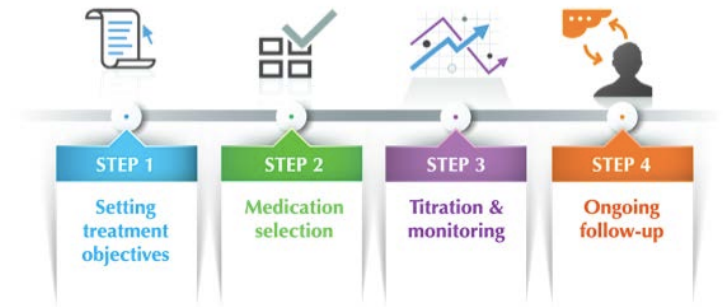 STEP 1
Setting
treatment
objectives
STEP 2
Medication
selection
STEP 3
Titration &
monitoring
STEP 4
Ongoing
follow-up